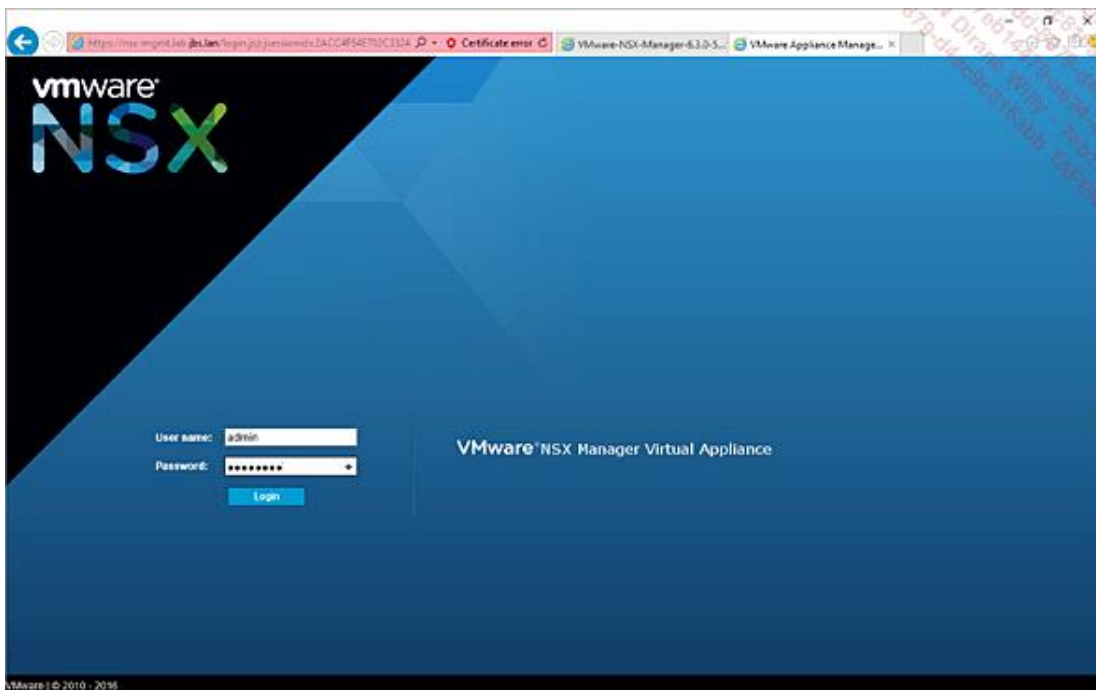 Certificate error
VMware-NSX-Manager-6.3.0-5...
VMware Appliance Manage...
vmware
NSX
User name: admin
Password:
Login
VMware NSX Manager Virtual Appliance
VMware | © 2010 - 2016